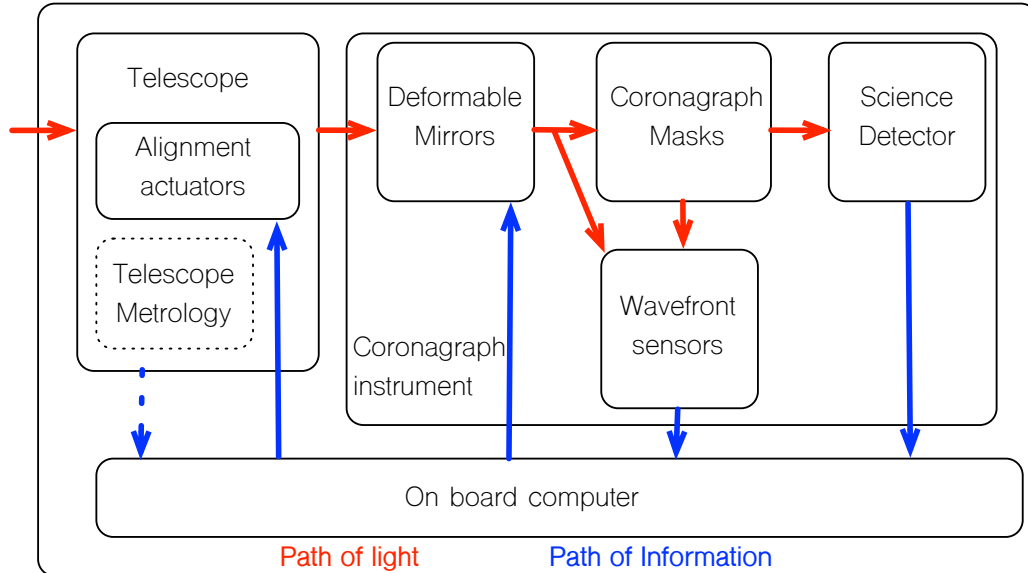 Telescope
Alignment
actuators
Telescope
Metrology
Deformable
Mirrors
Coronagraph
Masks
Science
Detector
Wavefront
sensors
Coronagraph
instrument
On board computer
Path of light
Path of Information